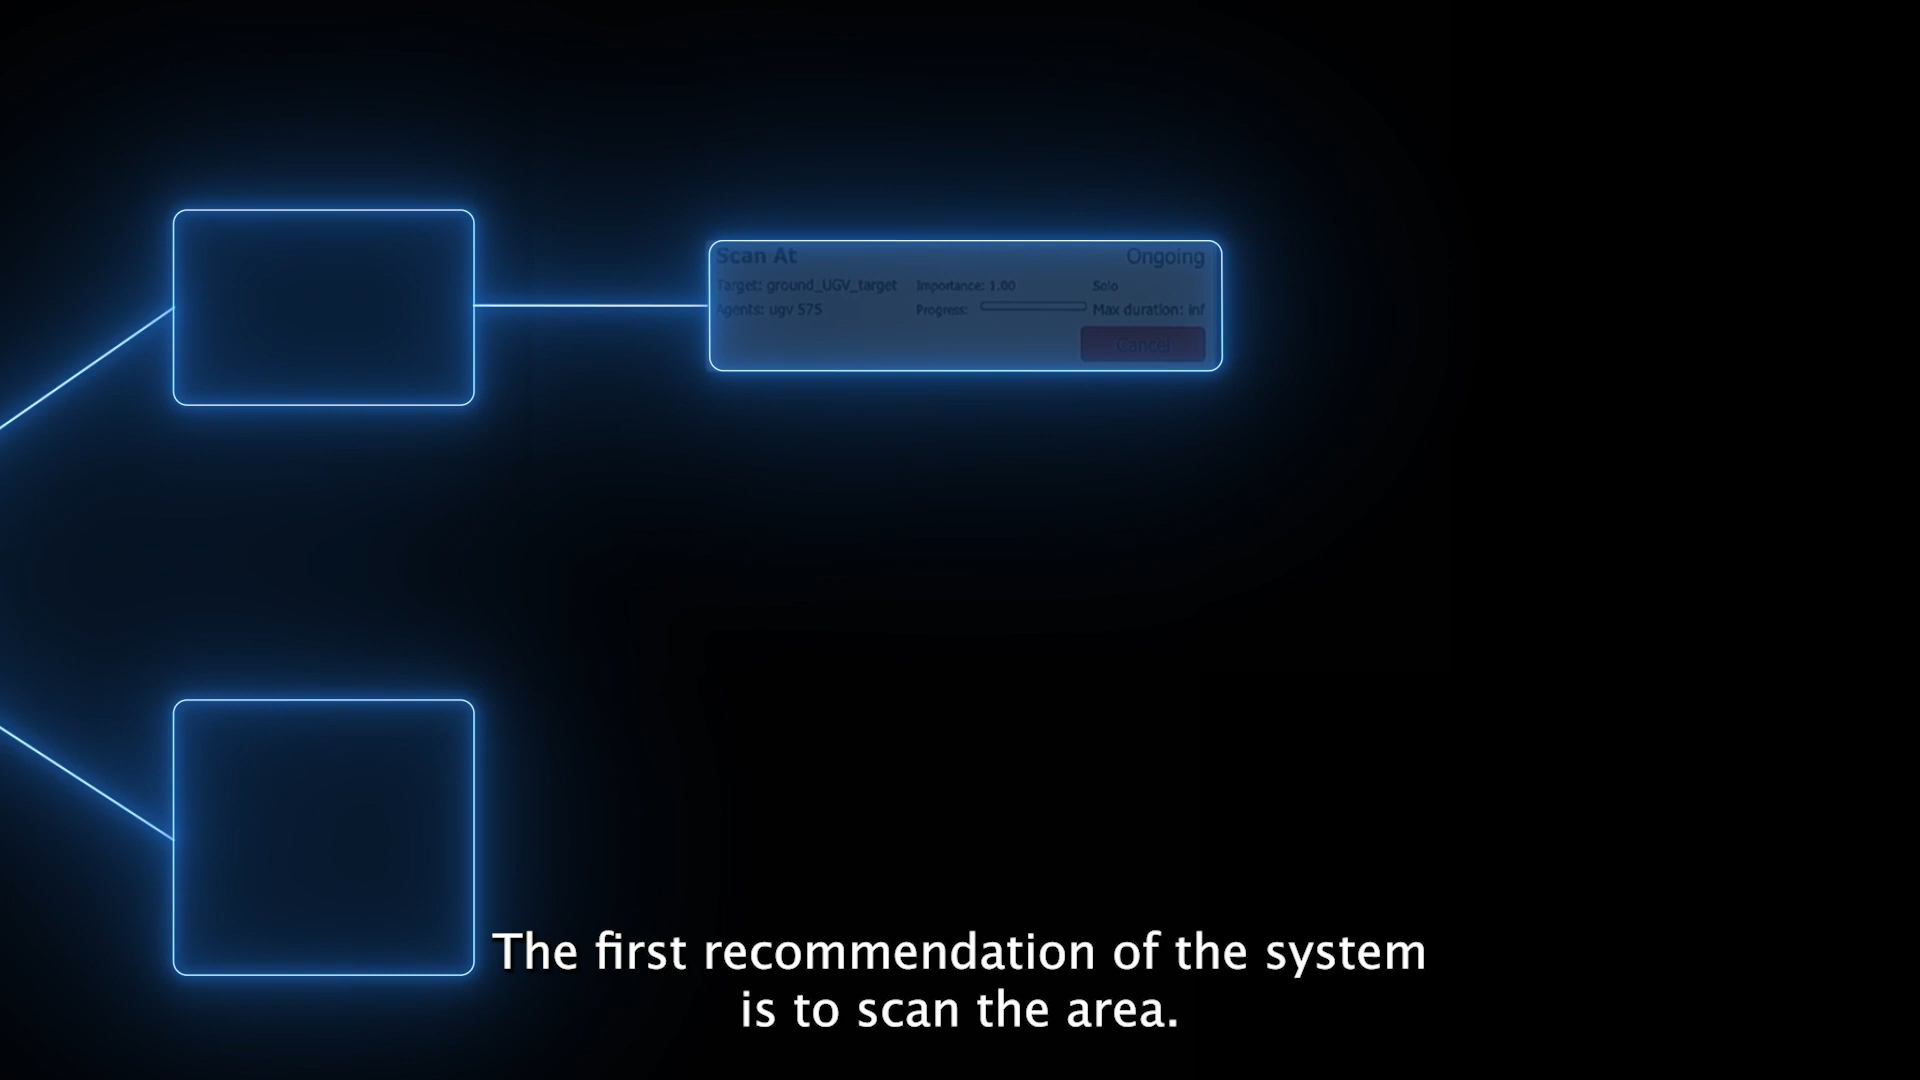 Scan At Ongoing
Target: ground_UGV_target Importance: 1.00 Solo
Agents: ugv 575 Progress: Max duration: inf
Cancel
The first recommendation of the system
is to scan the area.